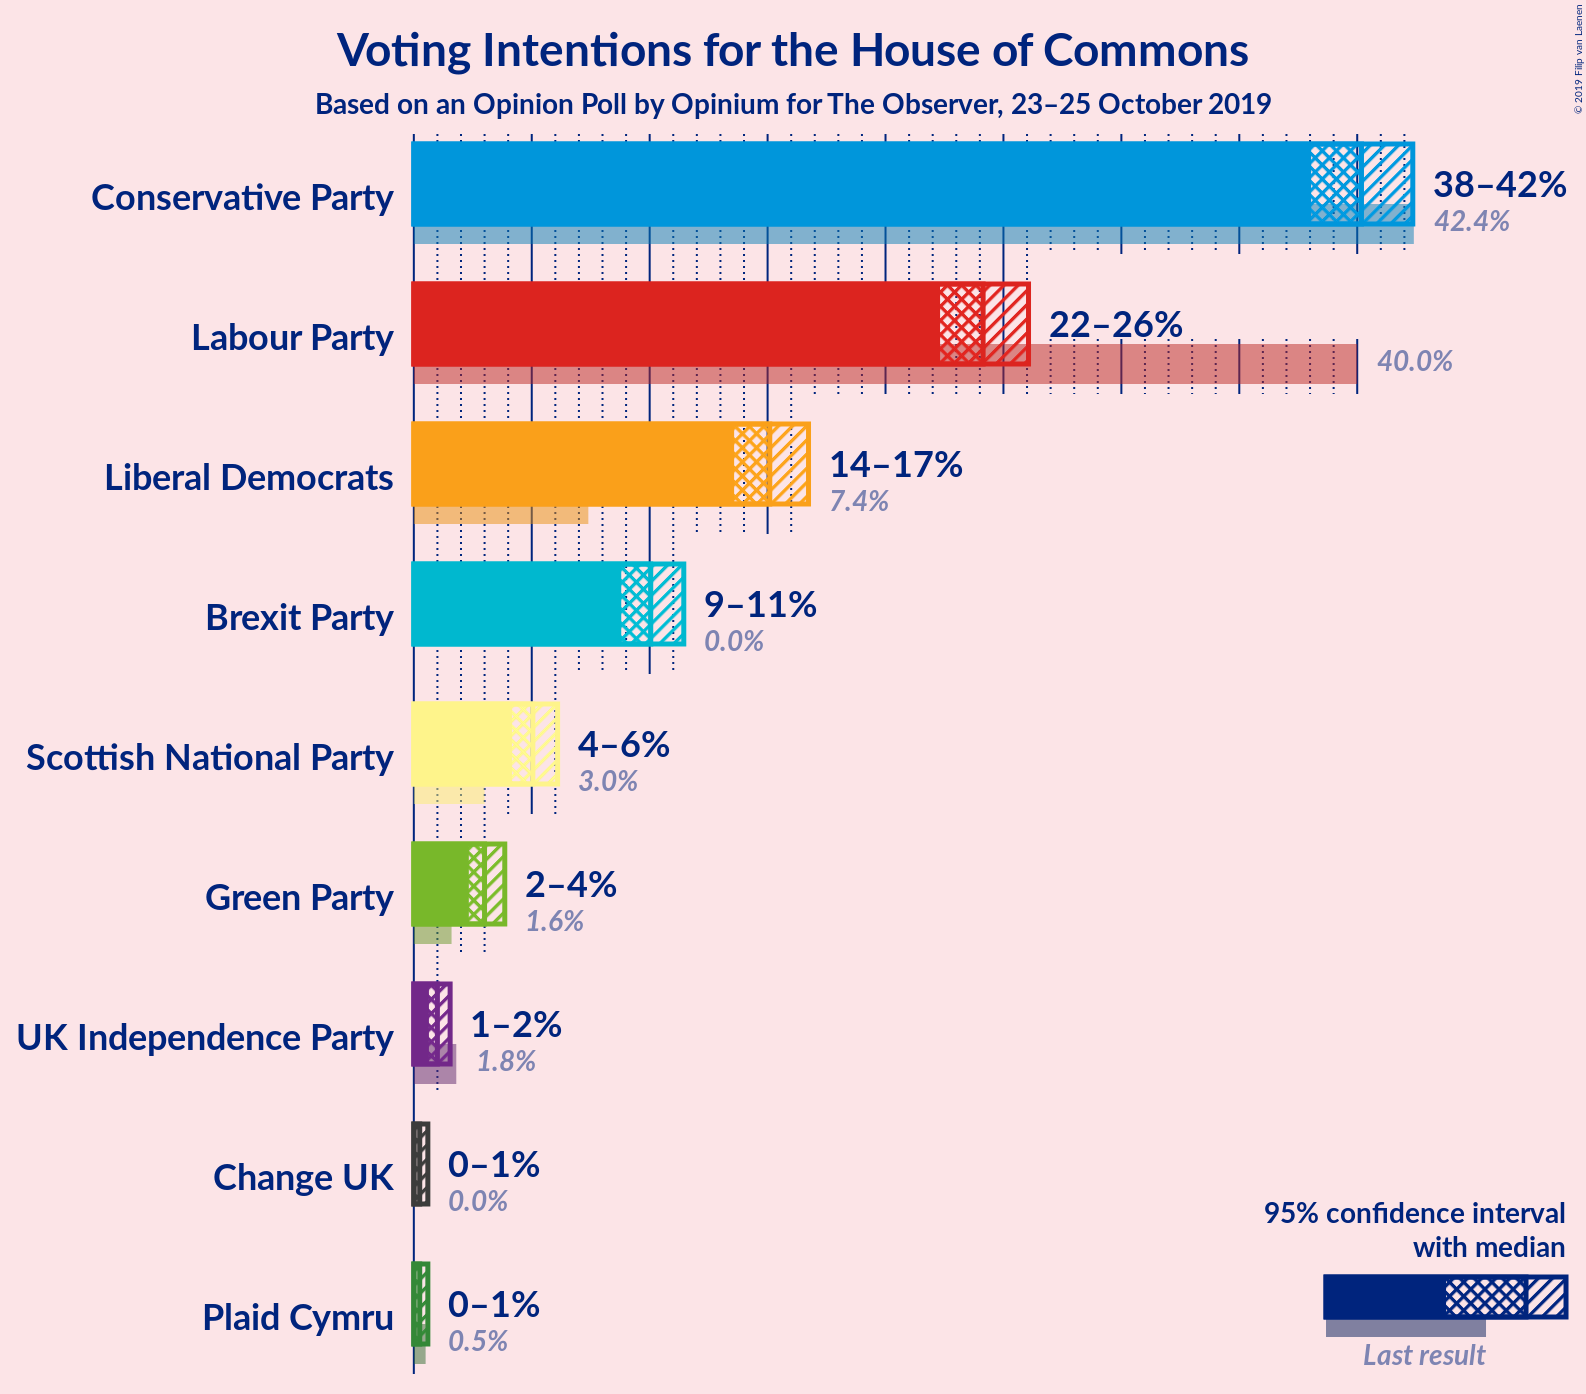 Voting Intentions for the House of Commons
Based on an Opinion Poll by Opinium for The Observer, 23–25 October 2019
© 2019 Filip van Laenen
Conservative Party
38–42%
42.4%
Labour Party
22–26%
40.0%
Liberal Democrats
14–17%
7.4%
Brexit Party
9–11%
0.0%
Scottish National Party
4–6%
3.0%
Green Party
2–4%
1.6%
UK Independence Party
1–2%
1.8%
Change UK
0–1%
0.0%
Plaid Cymru
0–1%
0.5%
95% confidence interval
with median
Last result